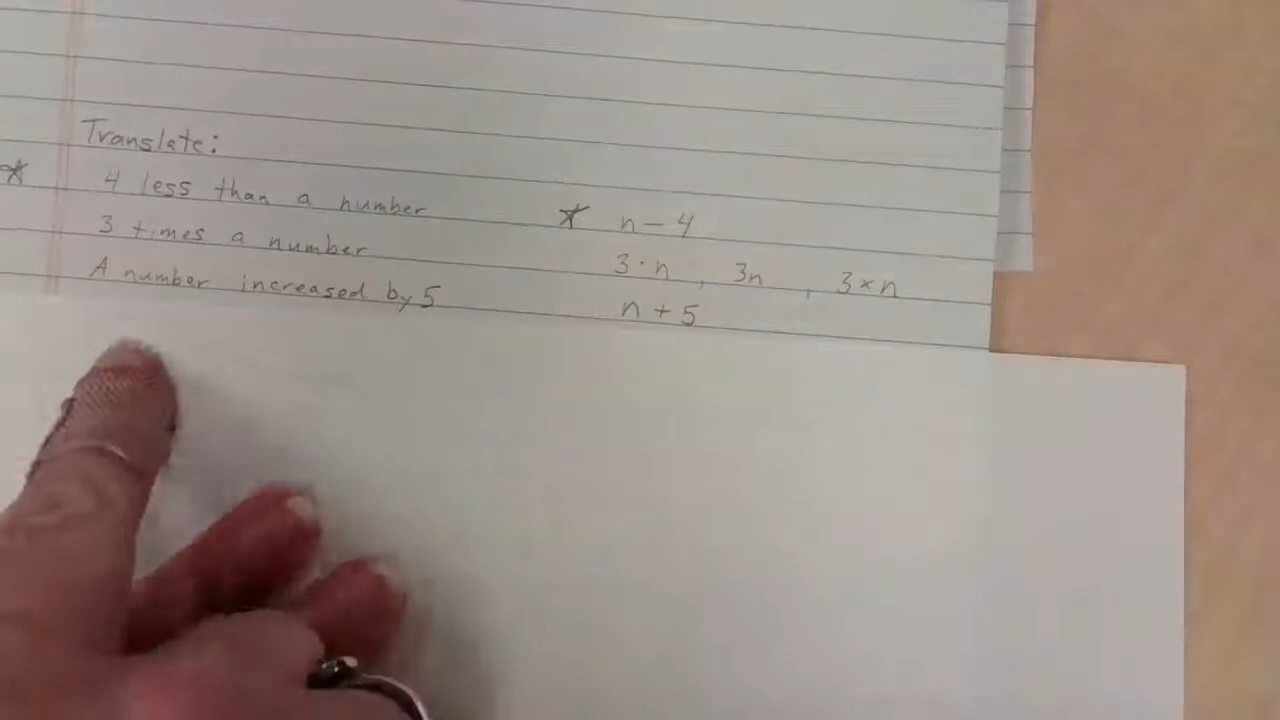 Translate:
* 4 less than a number * n - 4
3 times a number 3 · n , 3n , 3 × n
A number increased by 5 n + 5